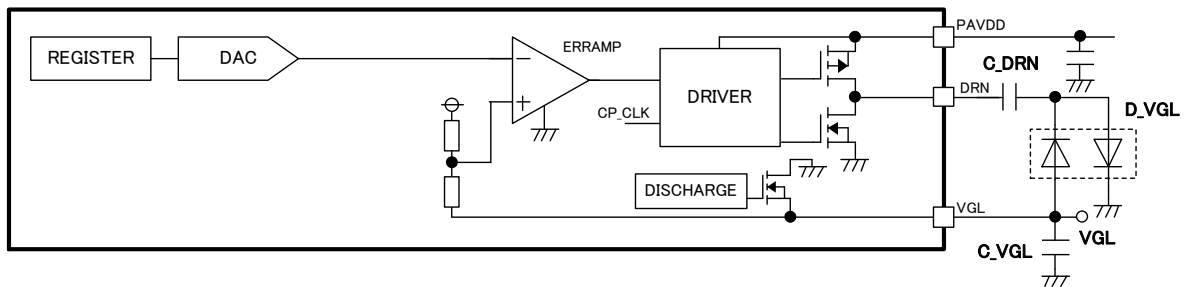 PAVDD
ERRAMP
C_DRN
REGISTER
DAC
−
DRIVER
DRN
+
CP_CLK
D_VGL
DISCHARGE
VGL
VGL
C_VGL